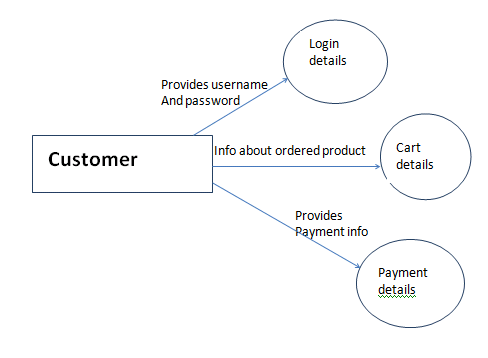 Login
details
Provides username
And password
Customer
Info about ordered product
Cart
details
Provides
Payment info
Payment
details